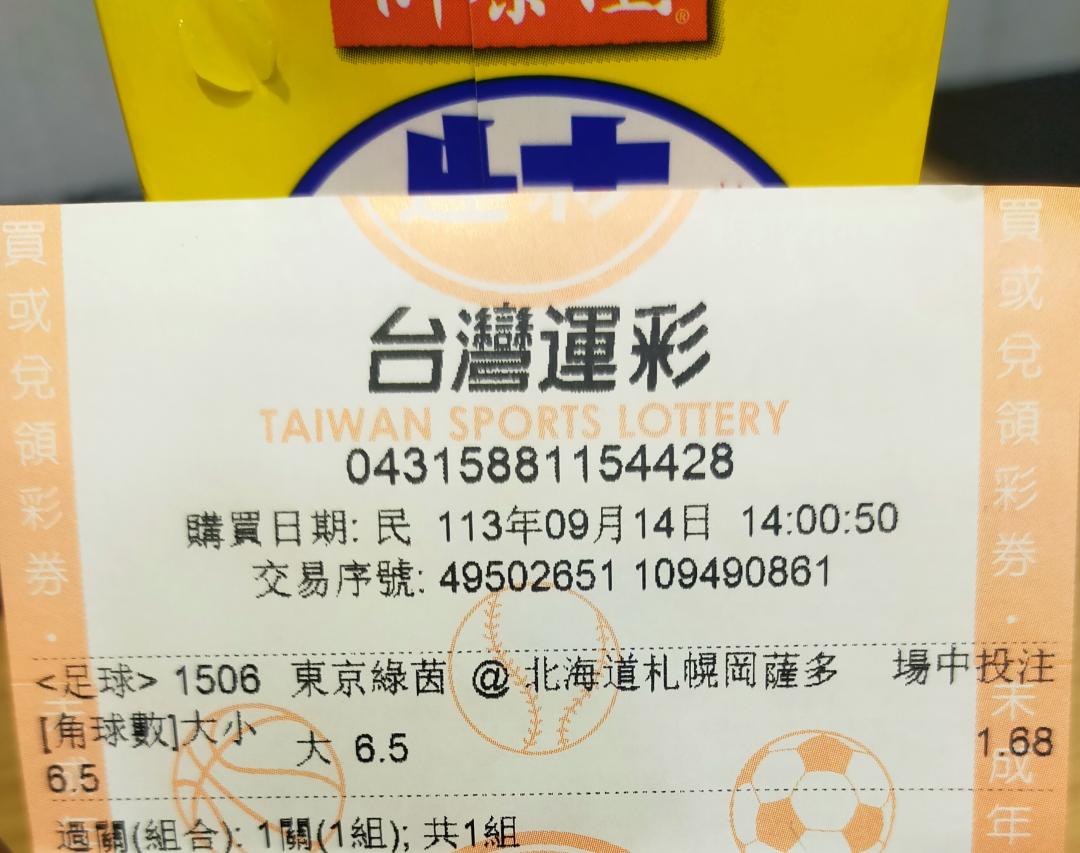 台灣運彩
TAIWAN SPORTS LOTTERY
04315881154428
購買日期: 民 113年09月14日 14:00:50
交易序號: 49502651 109490861
<足球> 1506 東京綠茵 @ 北海道札幌岡薩多 場中投注
[角球數]大小 大 6.5 1.68
6.5
過關(組合): 1關(1組); 共1組
買或兌領彩券・
買或兌領彩券・未成年